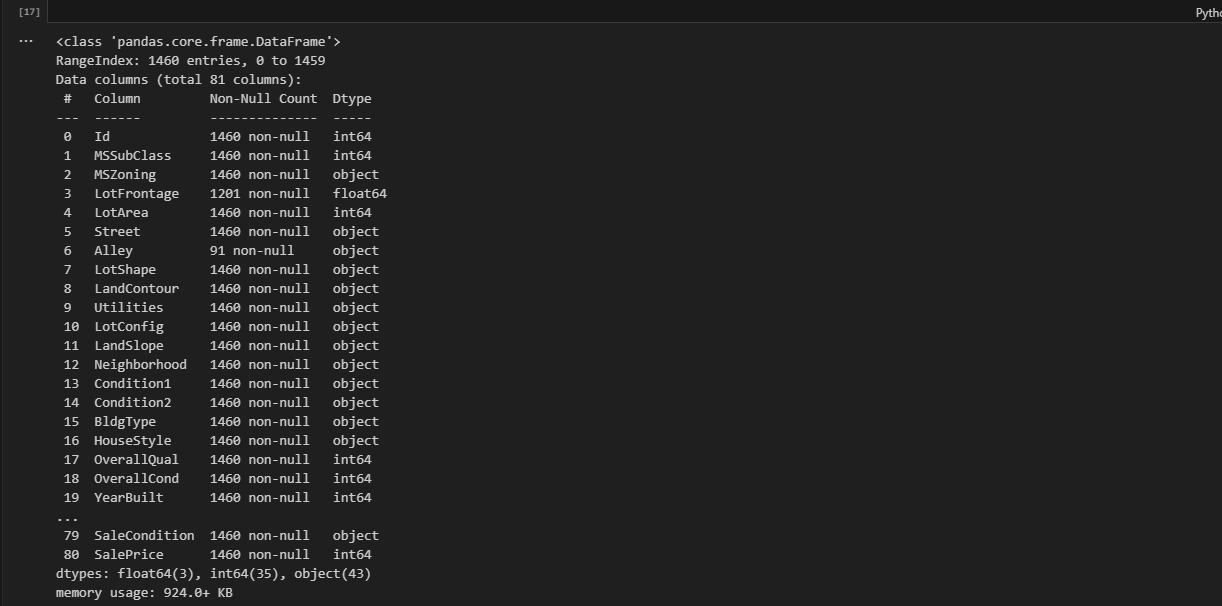 [17]
Pytho
... <class 'pandas.core.frame.DataFrame'>
RangeIndex: 1460 entries, 0 to 1459
Data columns (total 81 columns):
 #   Column         Non-Null Count  Dtype
---  ------         --------------  -----
 0   Id             1460 non-null   int64
 1   MSSubClass     1460 non-null   int64
 2   MSZoning       1460 non-null   object
 3   LotFrontage    1201 non-null   float64
 4   LotArea        1460 non-null   int64
 5   Street         1460 non-null   object
 6   Alley          91 non-null     object
 7   LotShape       1460 non-null   object
 8   LandContour    1460 non-null   object
 9   Utilities      1460 non-null   object
 10  LotConfig      1460 non-null   object
 11  LandSlope      1460 non-null   object
 12  Neighborhood   1460 non-null   object
 13  Condition1     1460 non-null   object
 14  Condition2     1460 non-null   object
 15  BldgType       1460 non-null   object
 16  HouseStyle     1460 non-null   object
 17  OverallQual    1460 non-null   int64
 18  OverallCond    1460 non-null   int64
 19  YearBuilt      1460 non-null   int64
...
 79  SaleCondition  1460 non-null   object
 80  SalePrice      1460 non-null   int64
dtypes: float64(3), int64(35), object(43)
memory usage: 924.0+ KB